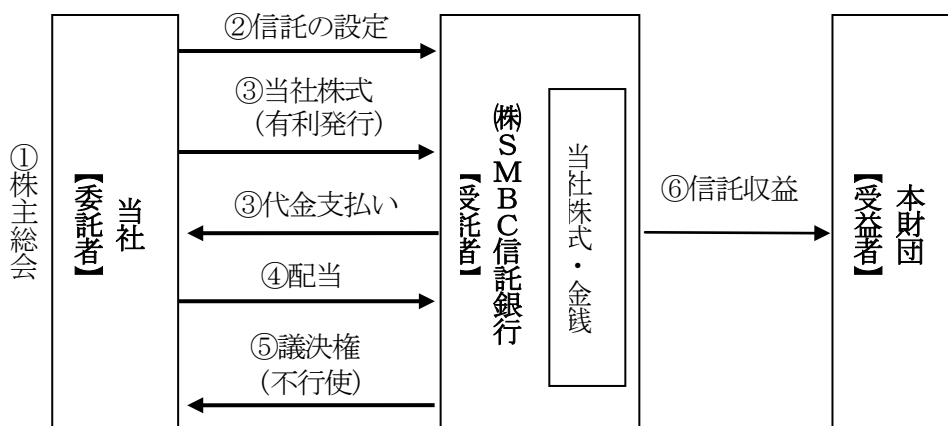 ①株主総会
当社
【委託者】
②信託の設定
③当社株式
（有利発行）
③代金支払い
④配当
⑤議決権
（不行使）
㈱ＳＭＢＣ信託銀行
【受託者】
当社株式・金銭
⑥信託収益
本財団
【受益者】